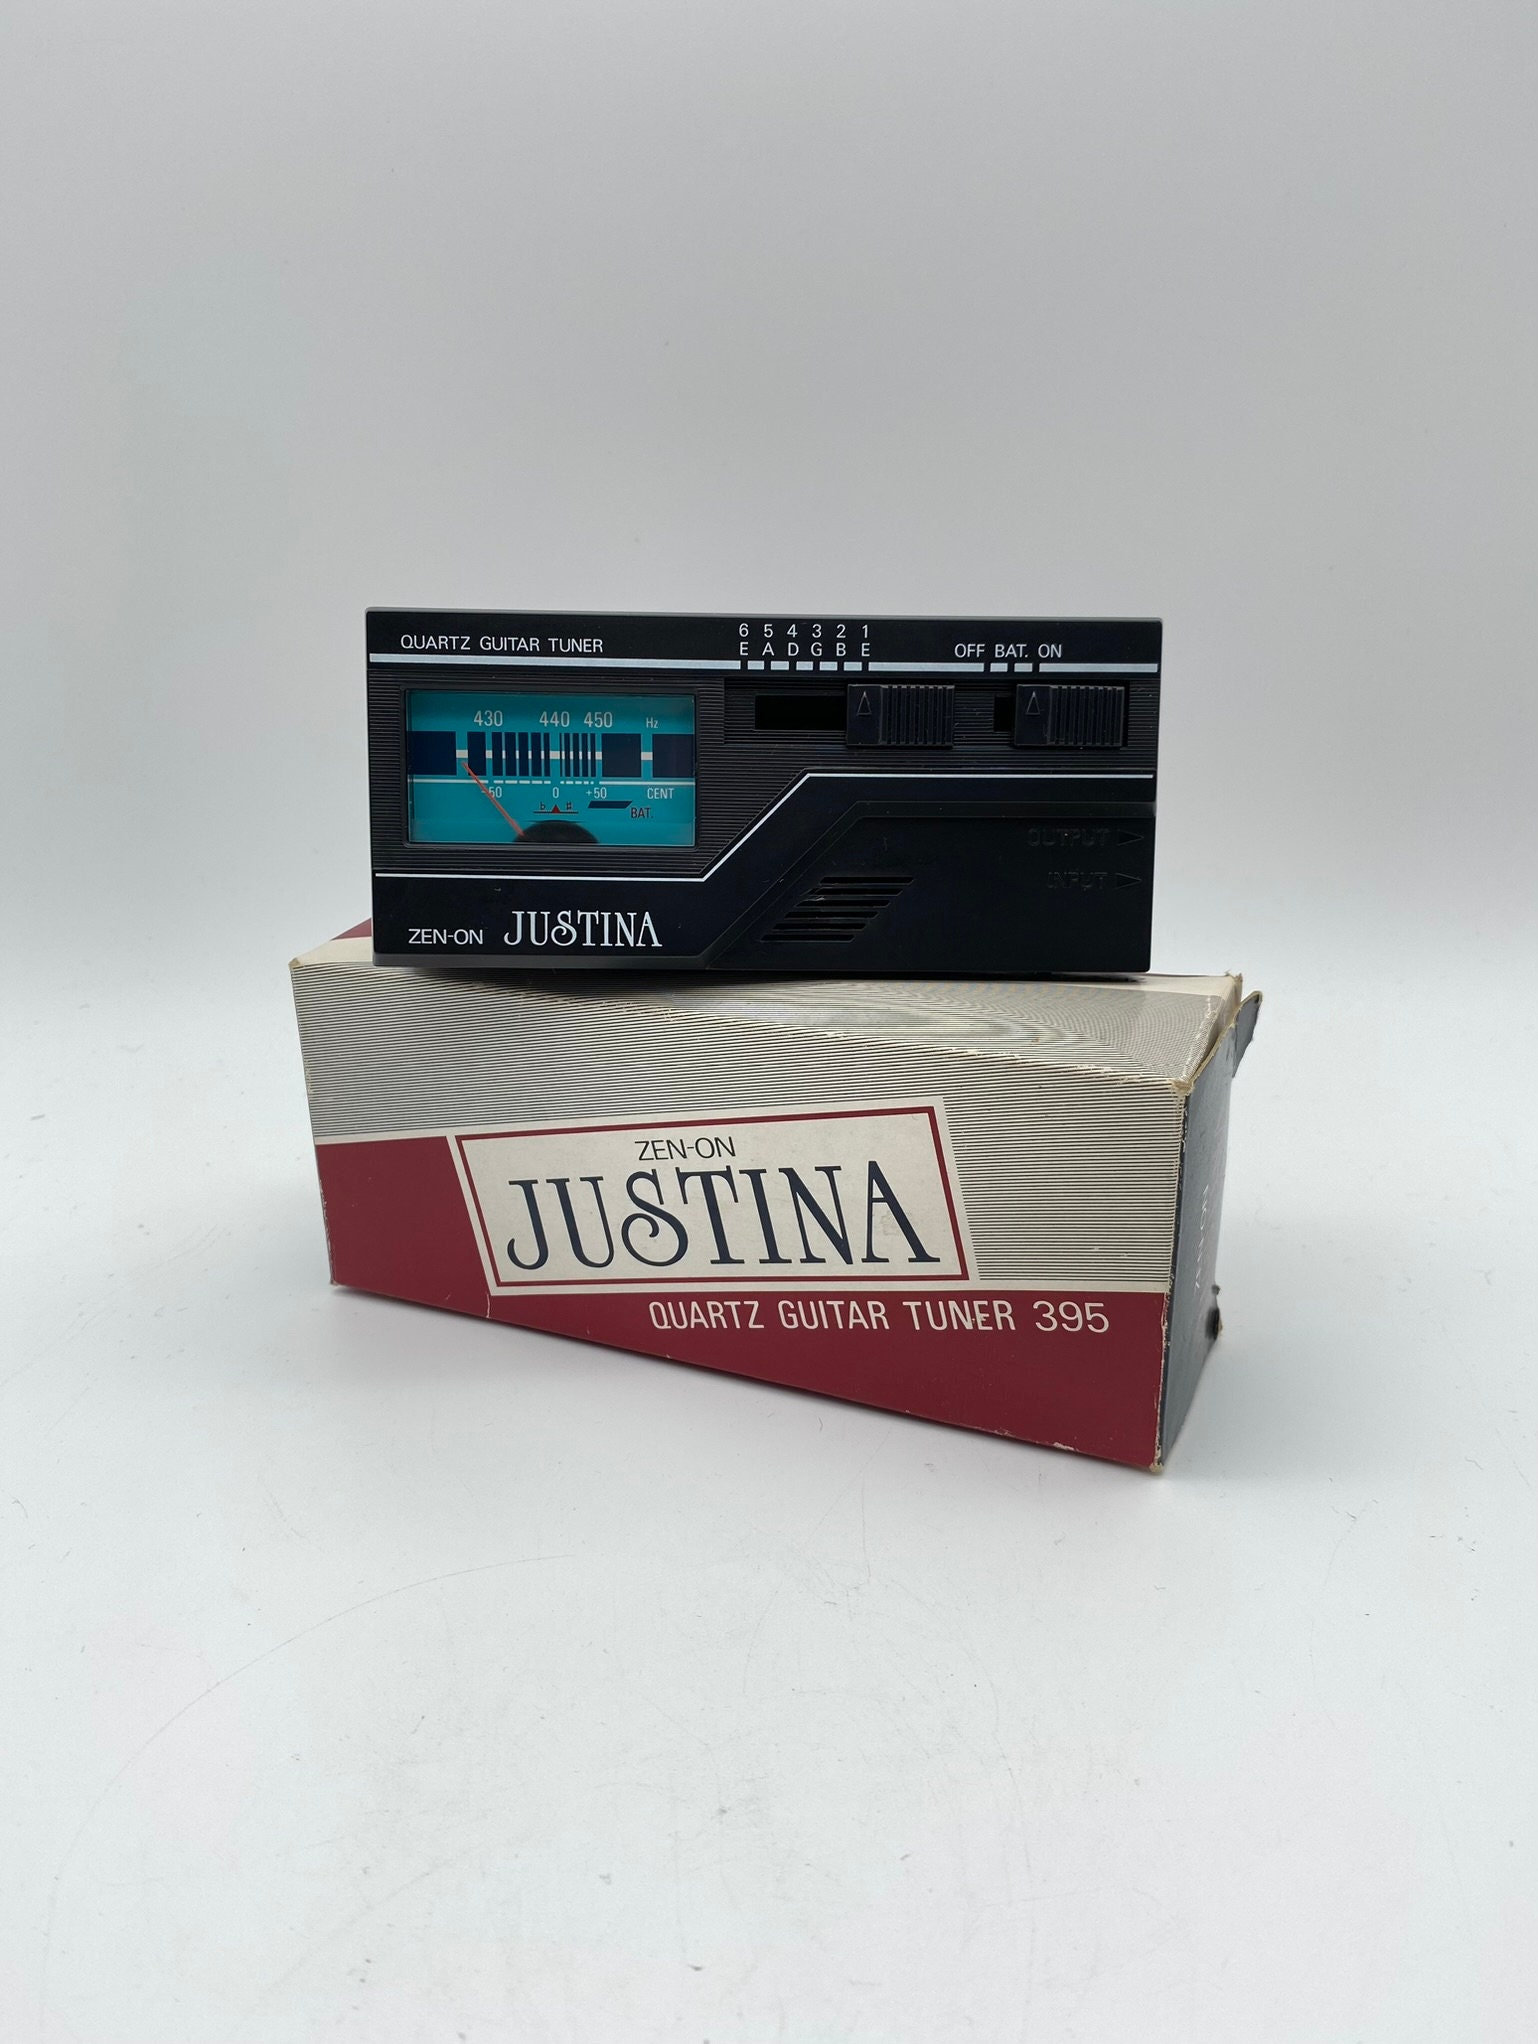 QUARTZ GUITAR TUNER
6 5 4 3 2 1
E A D G B E
OFF BAT. ON
430 440 450 Hz
-50 0 +50 CENT
b ♯
BAT.
OUTPUT
INPUT
ZEN-ON JUSTINA
ZEN-ON
JUSTINA
QUARTZ GUITAR TUNER 395